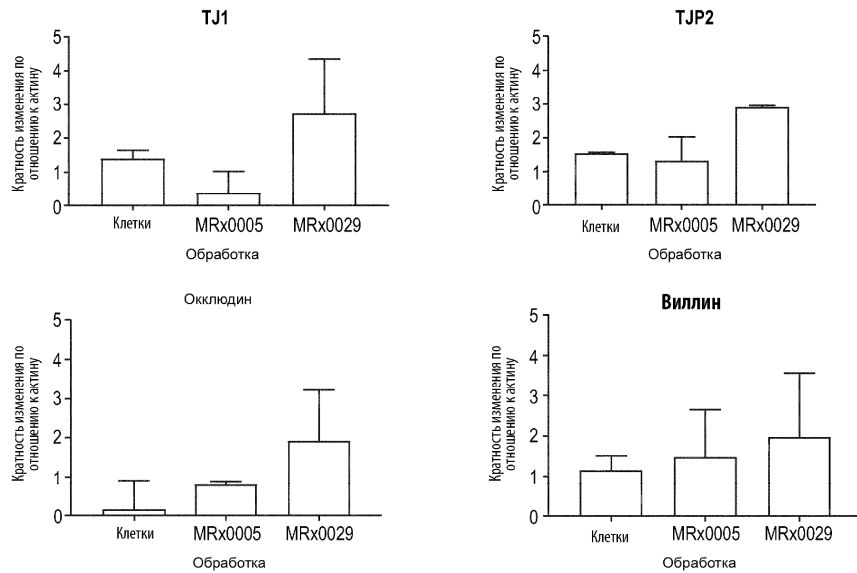 TJ1
Кратность изменения по
отношению к актину
5
4
3
2
1
0
Клетки
MRx0005
MRx0029
Обработка
TJP2
Кратность изменения по
отношению к актину
5
4
3
2
1
0
Клетки
MRx0005
MRx0029
Обработка
Окклюдин
Кратность изменения по
отношению к актину
5
4
3
2
1
0
Клетки
MRx0005
MRx0029
Обработка
Виллин
Кратность изменения по
отношению к актину
5
4
3
2
1
0
Клетки
MRx0005
MRx0029
Обработка